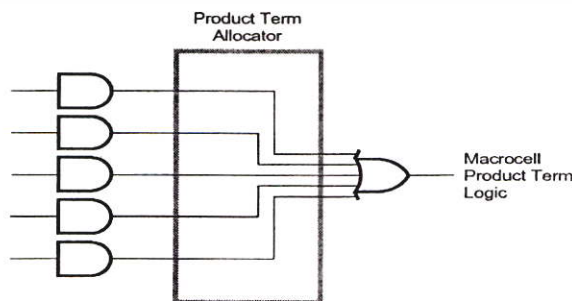 Product Term
Allocator
Macrocell
Product Term
Logic